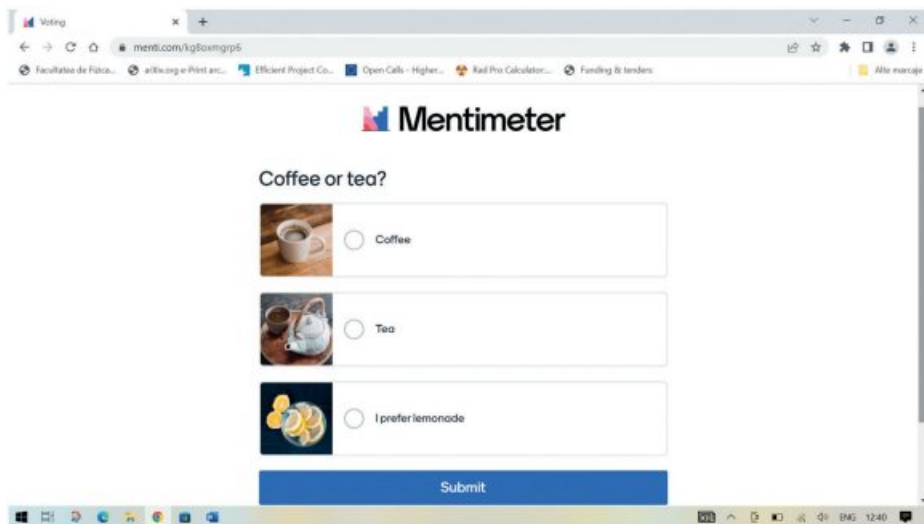 Voting
menti.com/kg8oxmgrp6
Facultatea de Fizica...
arXiv.org e-Print arc...
Efficient Project Co...
Open Calls - Higher...
Rad Pro Calculator:...
Funding & tenders
Alte marcaje
Mentimeter
Coffee or tea?
Coffee
Tea
I prefer lemonade
Submit
ENG 12:40